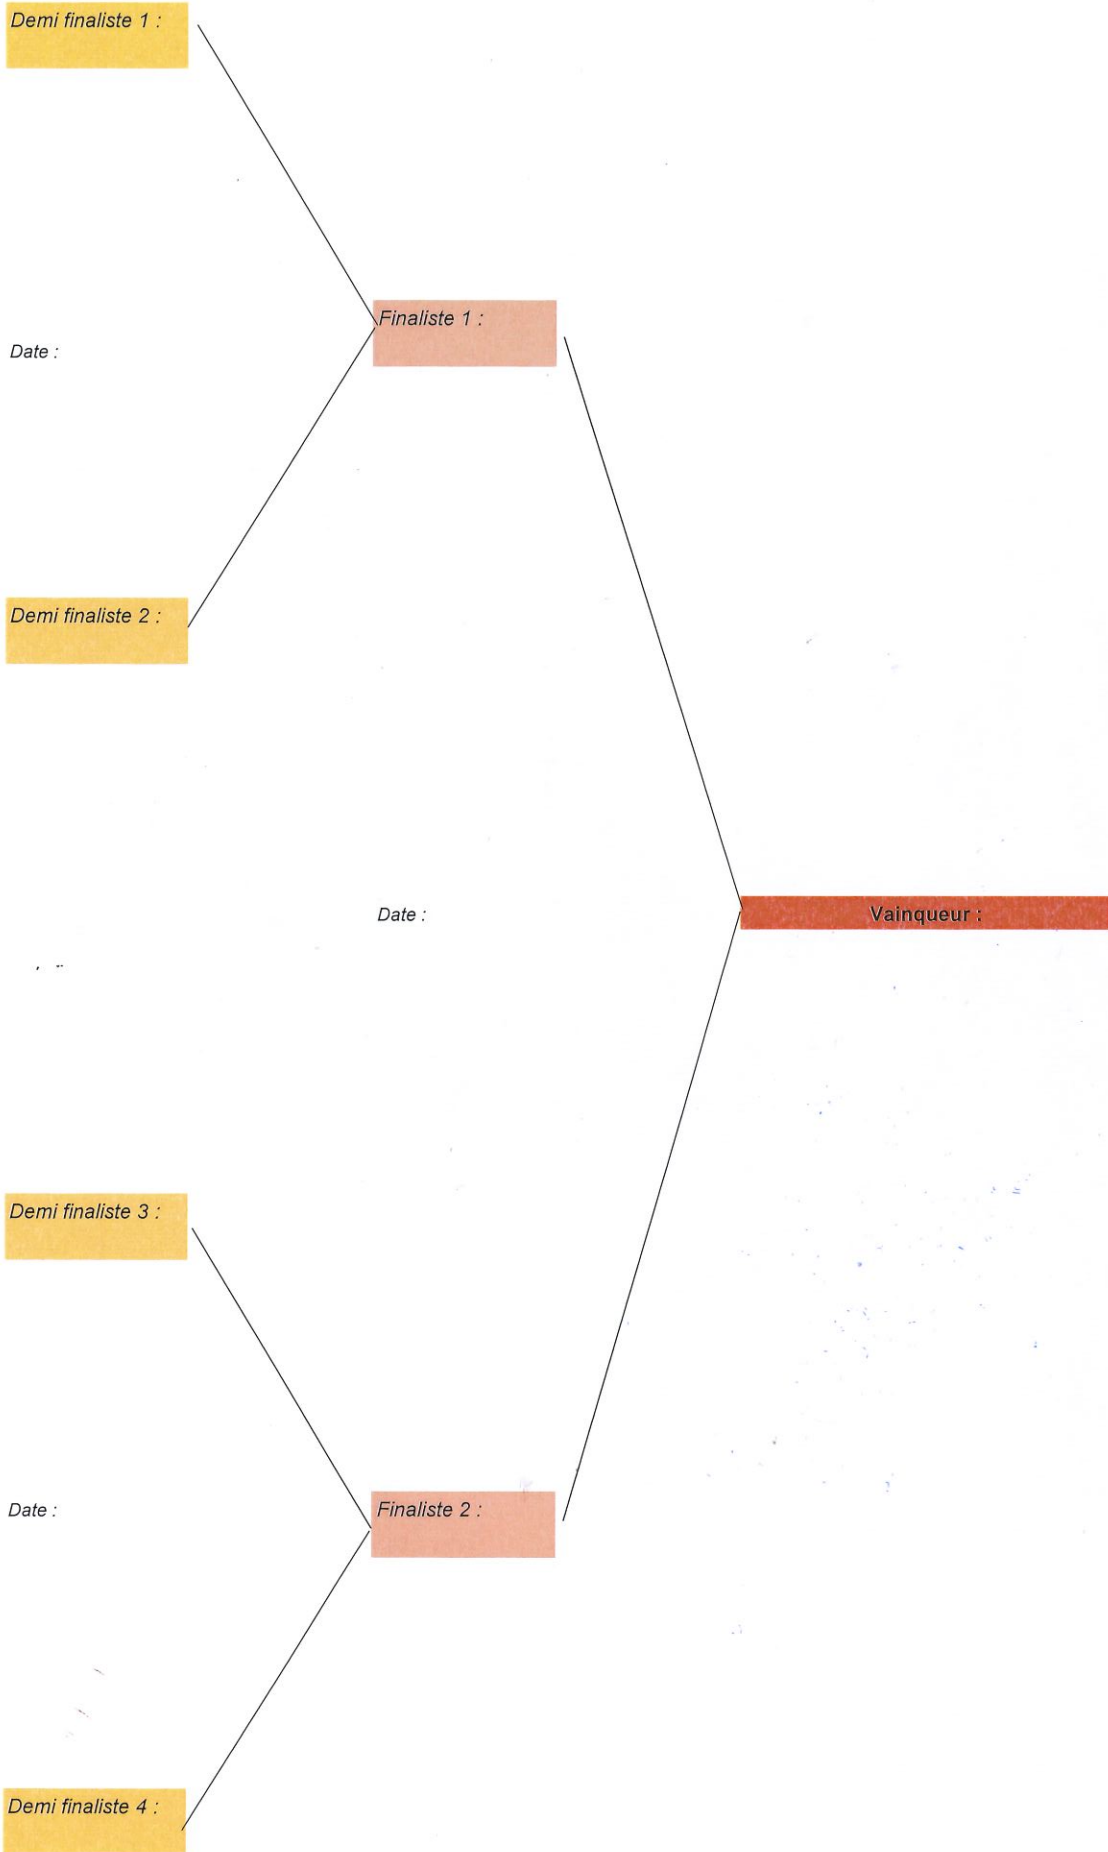 Demi finaliste 1 :
Finaliste 1 :
Date :
Demi finaliste 2 :
Date :
Vainqueur :
Demi finaliste 3 :
Date :
Finaliste 2 :
Demi finaliste 4 :